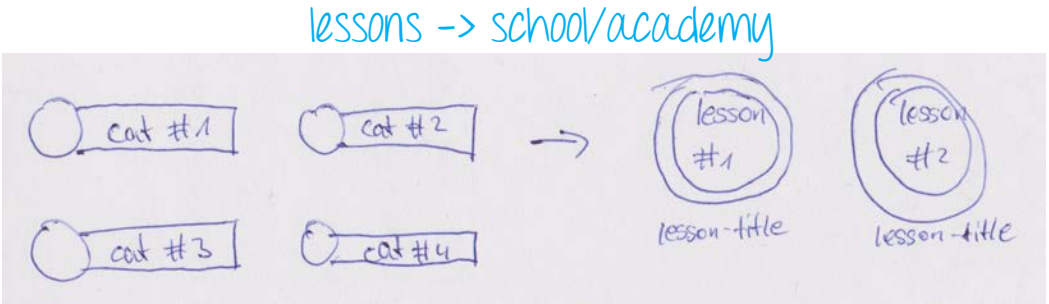 lessons -> school/academy
cat #1
cat #2
lesson #1
lesson #2
lesson-title
lesson-title
cat #3
cat #4